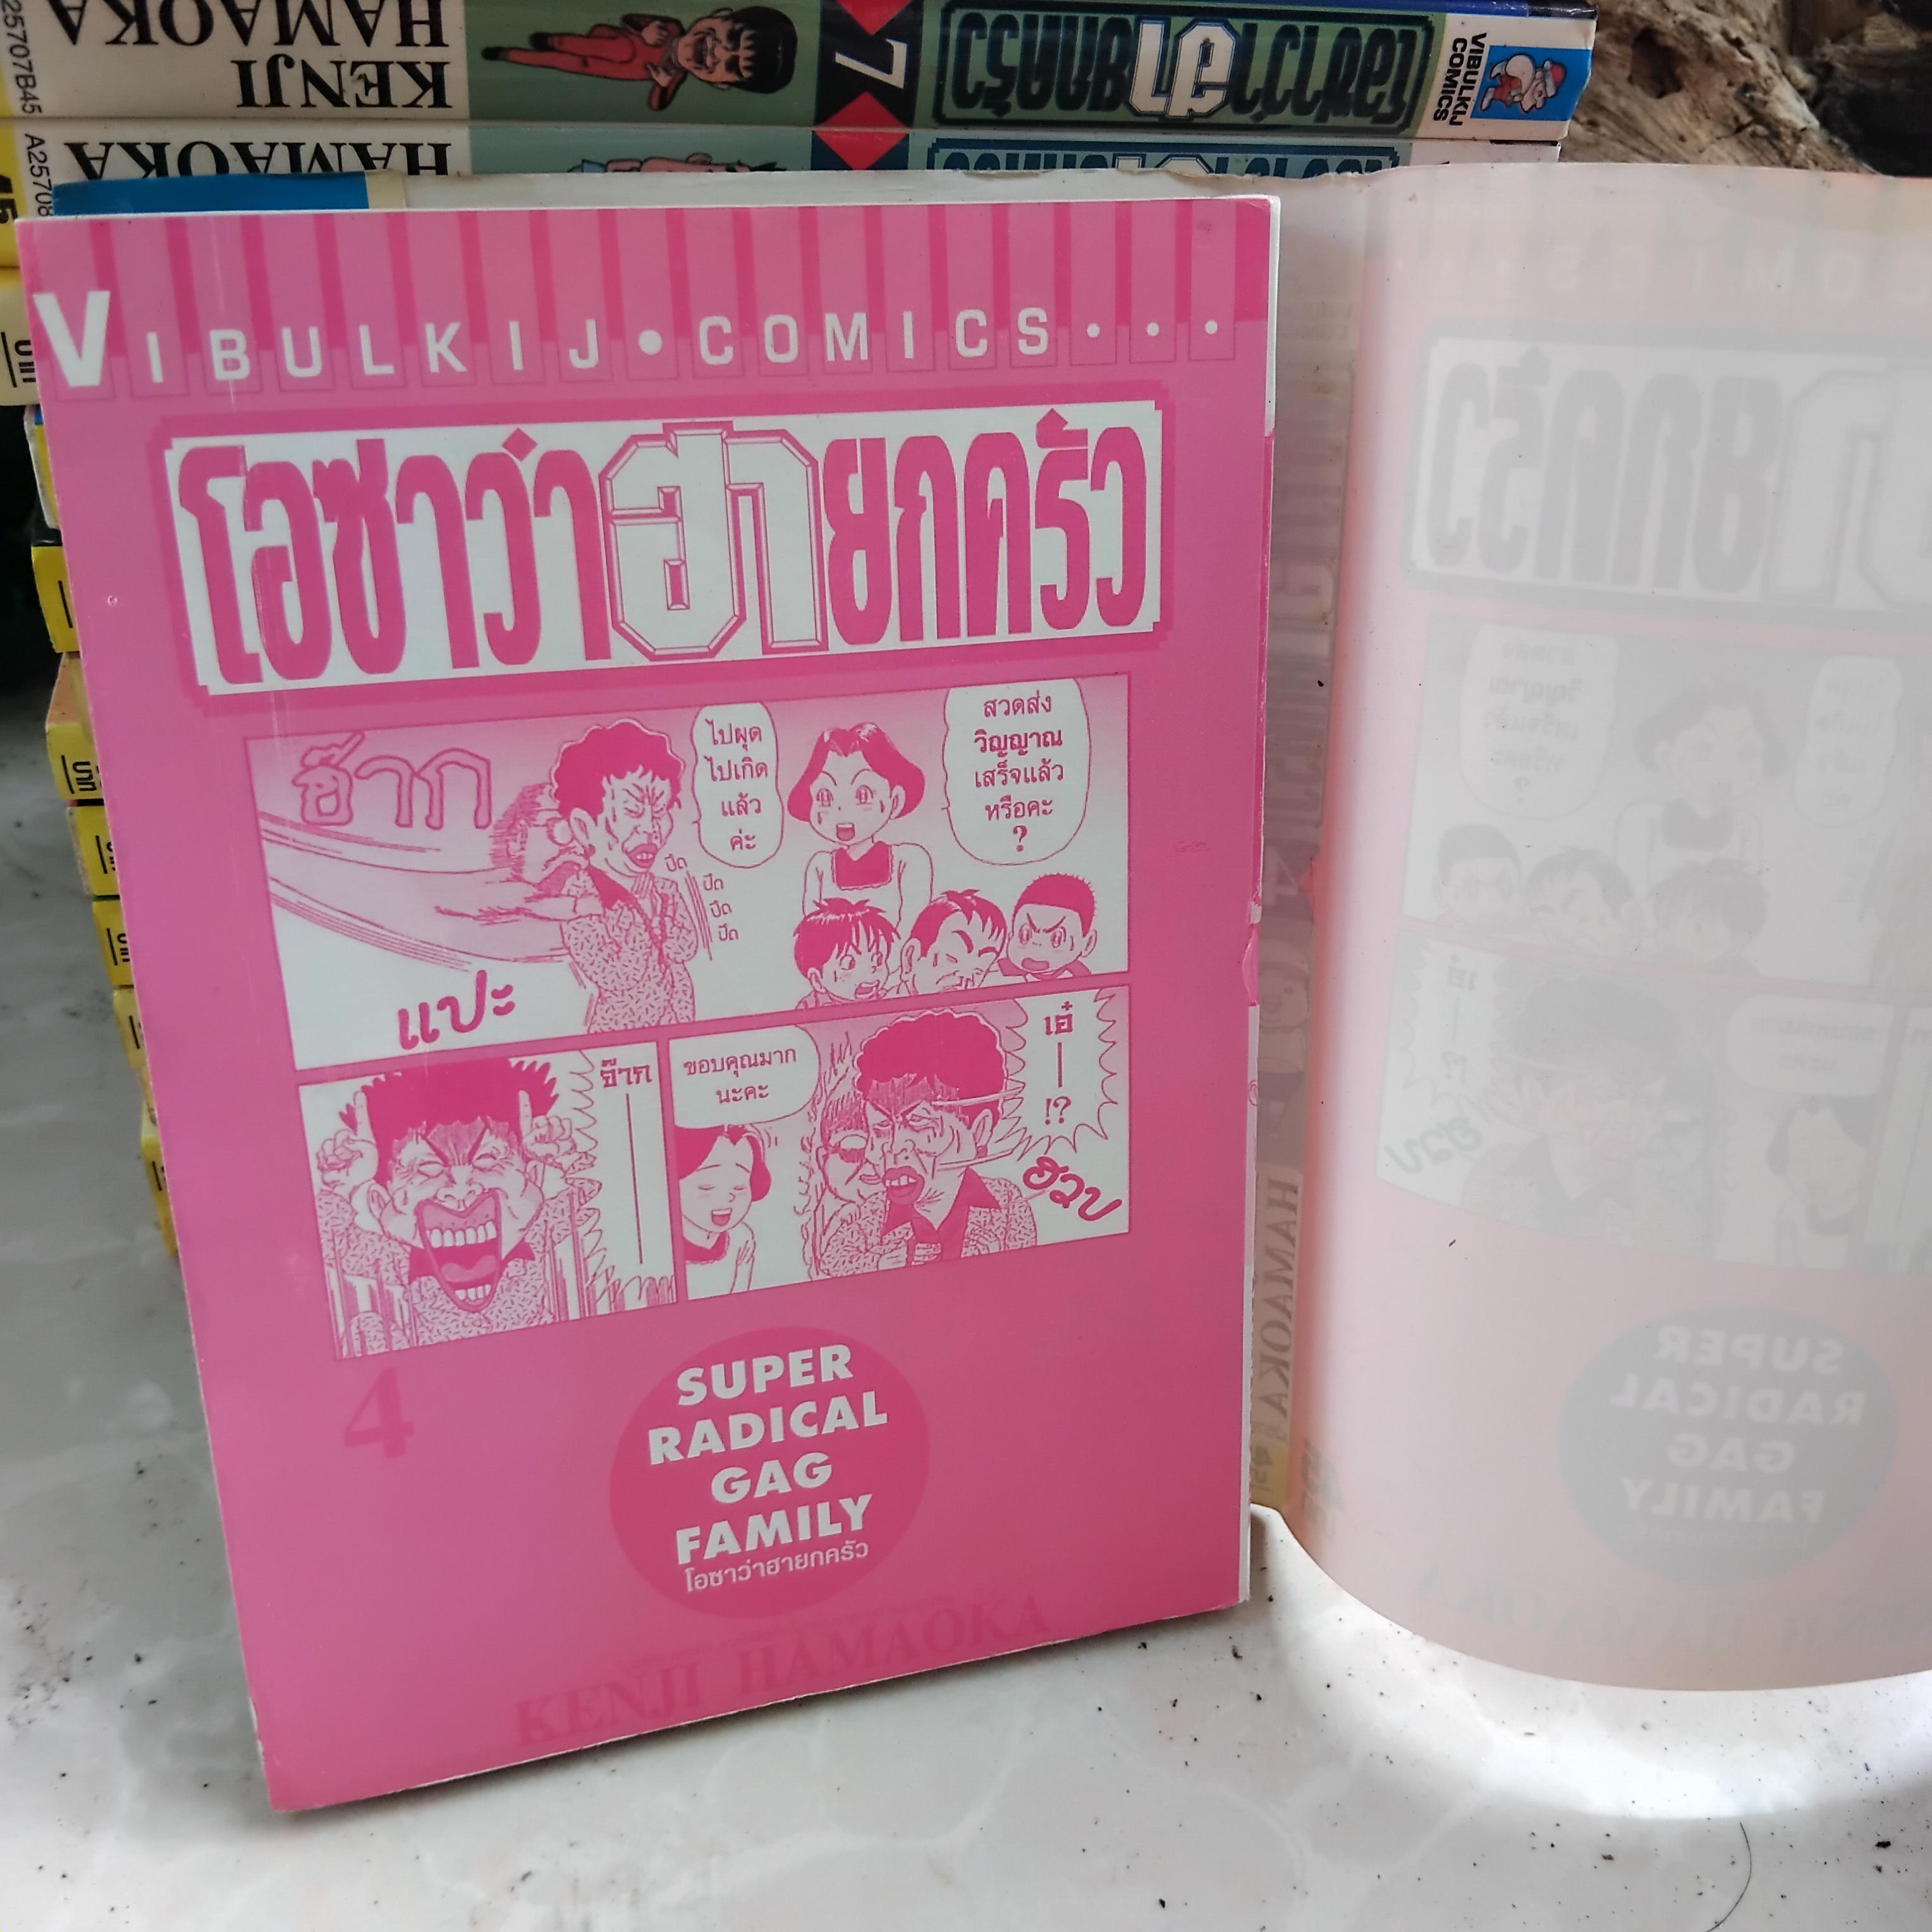 KENJI
HAMAOKA
7
โอซาว่าฮายกครัว
VIBULKIJ
COMICS
HAMAOKA
VIBULKIJ•COMICS•••
โอซาว่าฮายกครัว
สวดส่ง
วิญญาณ
เสร็จแล้ว
หรือคะ
?
ไปผุด
ไปเกิด
แล้ว
ค่ะ
ฮ๊าก
ปึด
ปึด
ปึด
ปึด
แปะ
เอ๋
!?
ฮวบ
ขอบคุณมาก
นะคะ
อ๊าก
4
SUPER
RADICAL
GAG
FAMILY
โอซาว่าฮายกครัว
KENJI HAMAOKA
HAMAOKA
SUPER
RADICAL
GAG
FAMILY